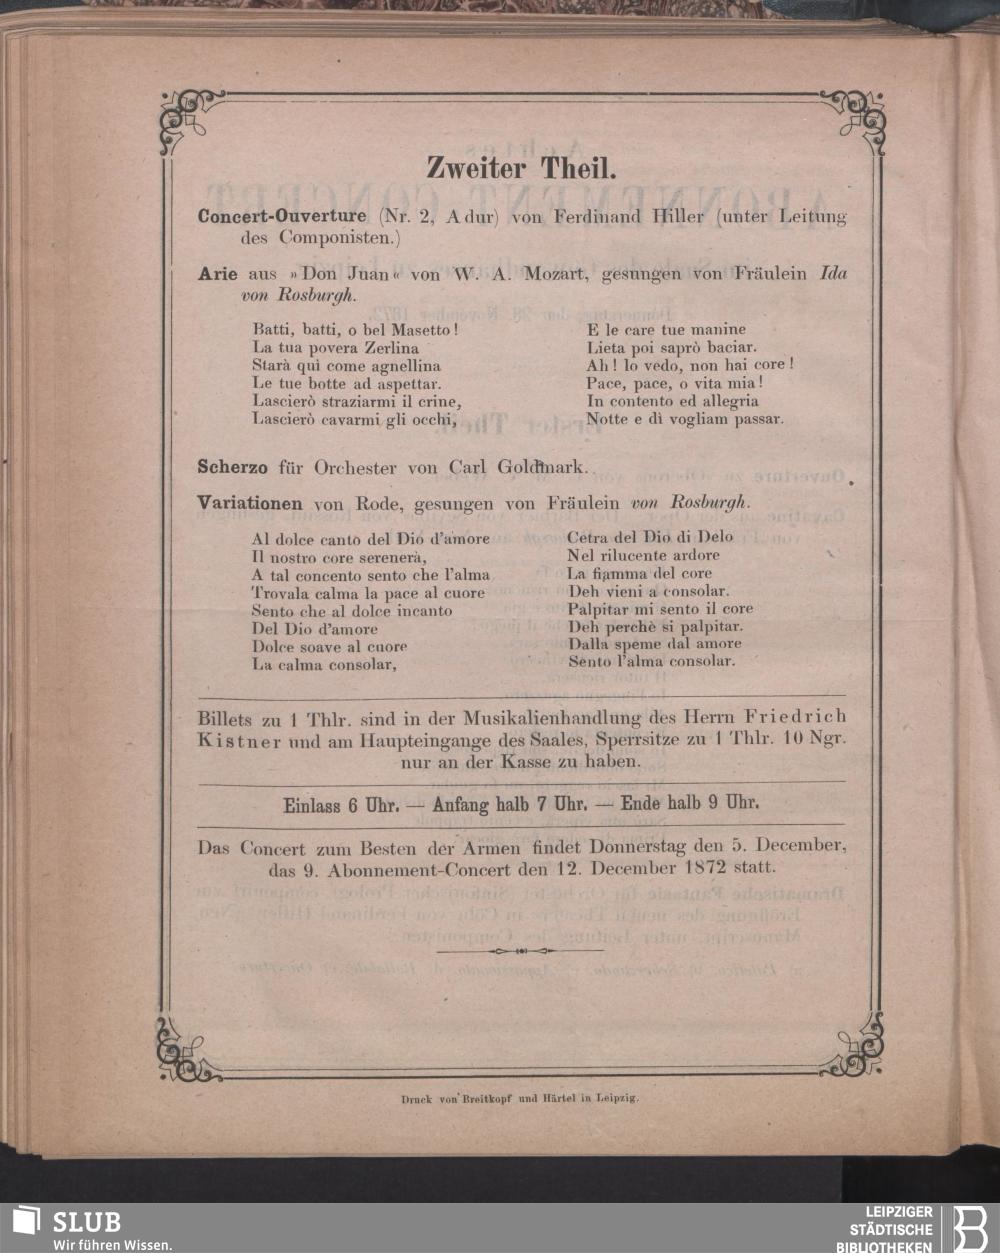 Zweiter Theil.
Concert-Ouverture (Nr. 2, A dur) von Ferdinand Hiller (unter Leitung
des Componisten.)
Arie aus »Don Juan« von W. A. Mozart, gesungen von Fräulein Ida
von Rosburgh.
Batti, batti, o bel Masetto!
La tua povera Zerlina
Starà qui come agnellina
Le tue botte ad aspettar.
Lascierò straziarmi il crine,
Lascierò cavarmi gli occhi,
E le care tue manine
Lieta poi saprò baciar.
Ah! lo vedo, non hai core!
Pace, pace, o vita mia!
In contento ed allegria
Notte e dì vogliam passar.
Scherzo für Orchester von Carl Goldmark.
Variationen von Rode, gesungen von Fräulein von Rosburgh.
Al dolce canto del Dio d'amore
Il nostro core serenerà,
A tal concento sento che l'alma
Trovala calma la pace al cuore
Sento che al dolce incanto
Del Dio d'amore
Dolce soave al cuore
La calma consolar,
Cetra del Dio di Delo
Nel rilucente ardore
La fiamma del core
Deh vieni a consolar.
Palpitar mi sento il core
Deh perchè si palpitar.
Dalla speme dal amore
Sento l'alma consolar.
Billets zu 1 Thlr. sind in der Musikalienhandlung des Herrn Friedrich
Kistner und am Haupteingange des Saales, Sperrsitze zu 1 Thlr. 10 Ngr.
nur an der Kasse zu haben.
Einlass 6 Uhr. — Anfang halb 7 Uhr. — Ende halb 9 Uhr.
Das Concert zum Besten der Armen findet Donnerstag den 5. December,
das 9. Abonnement-Concert den 12. December 1872 statt.
Druck von Breitkopf und Härtel in Leipzig.
SLUB
Wir führen Wissen.
LEIPZIGER
STÄDTISCHE
BIBLIOTHEKEN